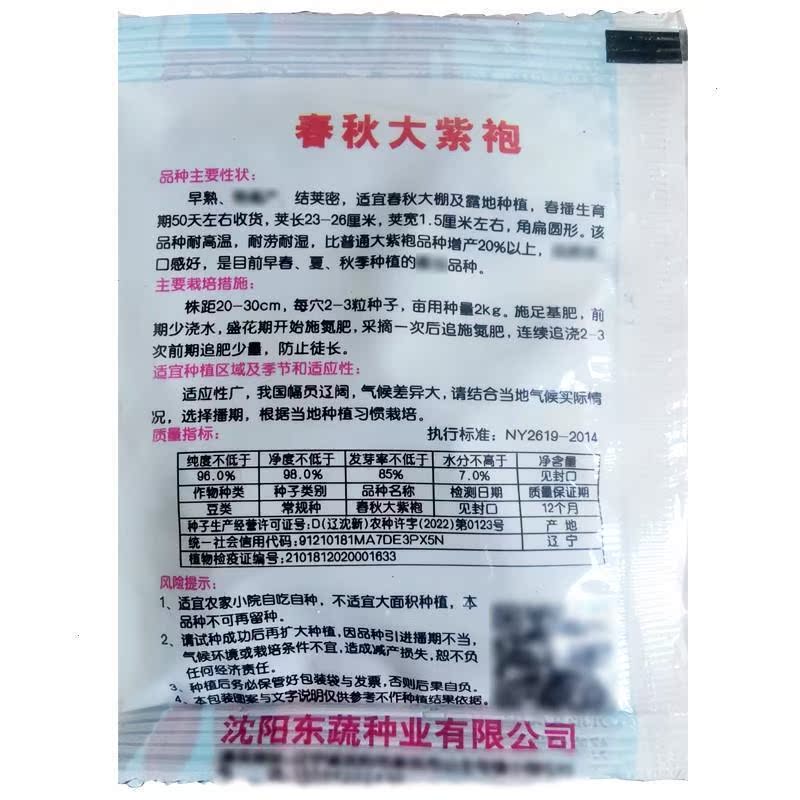 春秋大紫袍
品种主要性状：
早熟、 结荚密，适宜春秋大棚及露地种植，春播生育
期50天左右收货，荚长23-26厘米，荚宽1.5厘米左右，角扁圆形。该
品种耐高温，耐涝耐湿，比普通大紫袍品种增产20%以上，
口感好，是目前早春、夏、秋季种植的 品种。
主要栽培措施：
株距20-30cm，每穴2-3粒种子，亩用种量2kg。施足基肥，前
期少浇水，盛花期开始施氮肥，采摘一次后追施氮肥，连续追浇2-3
次前期追肥少量，防止徒长。
适宜种植区域及季节和适应性：
适应性广，我国幅员辽阔，气候差异大，请结合当地气候实际情
况，选择播期，根据当地种植习惯栽培。
质量指标： 执行标准：NY2619-2014
纯度不低于 净度不低于 发芽率不低于 水分不高于 净含量
96.0% 98.0% 85% 7.0% 见封口
作物种类 种子类别 品种名称 检测日期 质量保证期
豆类 常规种 春秋大紫袍 见封口 12个月
种子生产经营许可证号：D(辽沈新)农种许字(2022)第0123号 产 地
统一社会信用代码：91210181MA7DE3PX5N 辽 宁
植物检疫证编号：2101812020001633
风险提示：
1、适宜农家小院自吃自种，不适宜大面积种植，本
品种不可再留种。
2、请试种成功后再扩大种植，因品种引进播期不当，
气候环境或栽培条件不宜，造成减产损失，恕不负
任何经济责任。
3、种植后务必保管好包装袋与发票，否则后果自负。
4、本包装图案与文字说明仅供参考不作种植结果依据。
沈阳东蔬种业有限公司